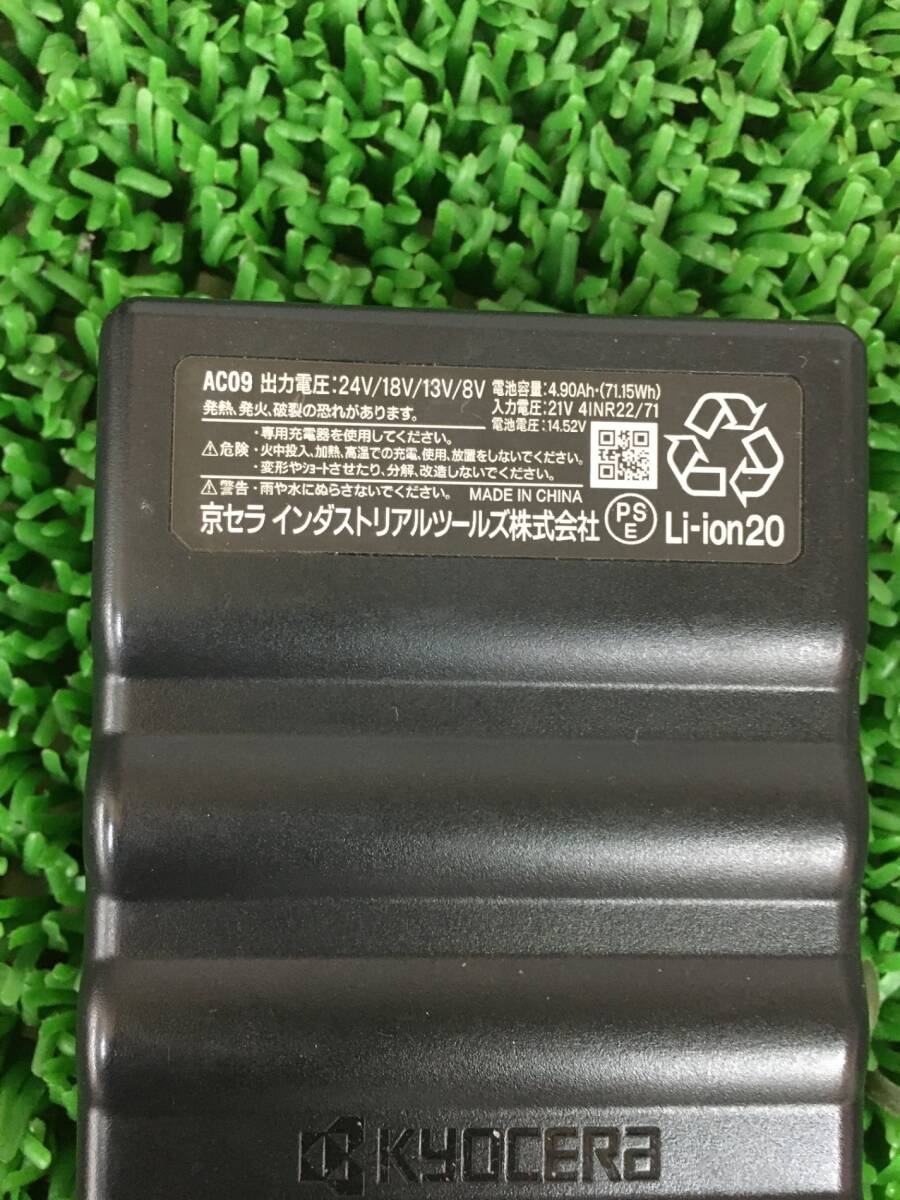 AC09 出力電圧:24V/18V/13V/8V 電池容量:4.90Ah・(71.15Wh)
発熱、発火、破裂の恐れがあります。 入力電圧:21V 4INR22/71
電池電圧:14.52V
⚠危険・専用充電器を使用してください。
・火中投入、加熱、高温での充電、使用、放置をしないでください。
・変形やショートさせたり、分解、改造しないでください。
⚠警告・雨や水にぬらさないでください。 MADE IN CHINA
京セラ インダストリアルツールズ株式会社 PSE Li-ion20
KYOCERA